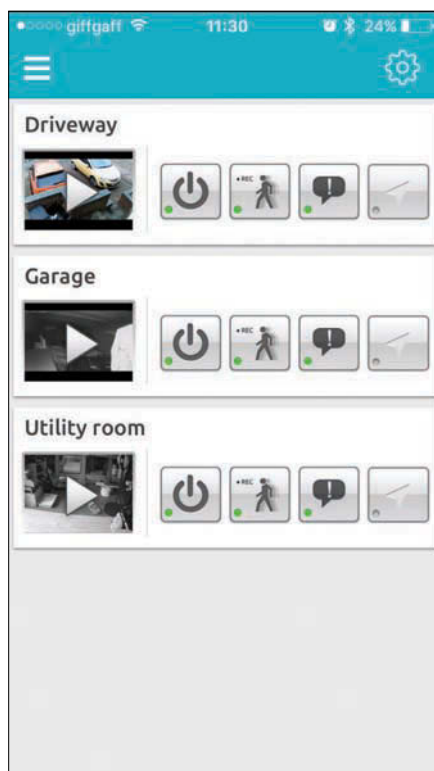 giffgaff 11:30 24%
Driveway
REC
Garage
REC
Utility room
REC